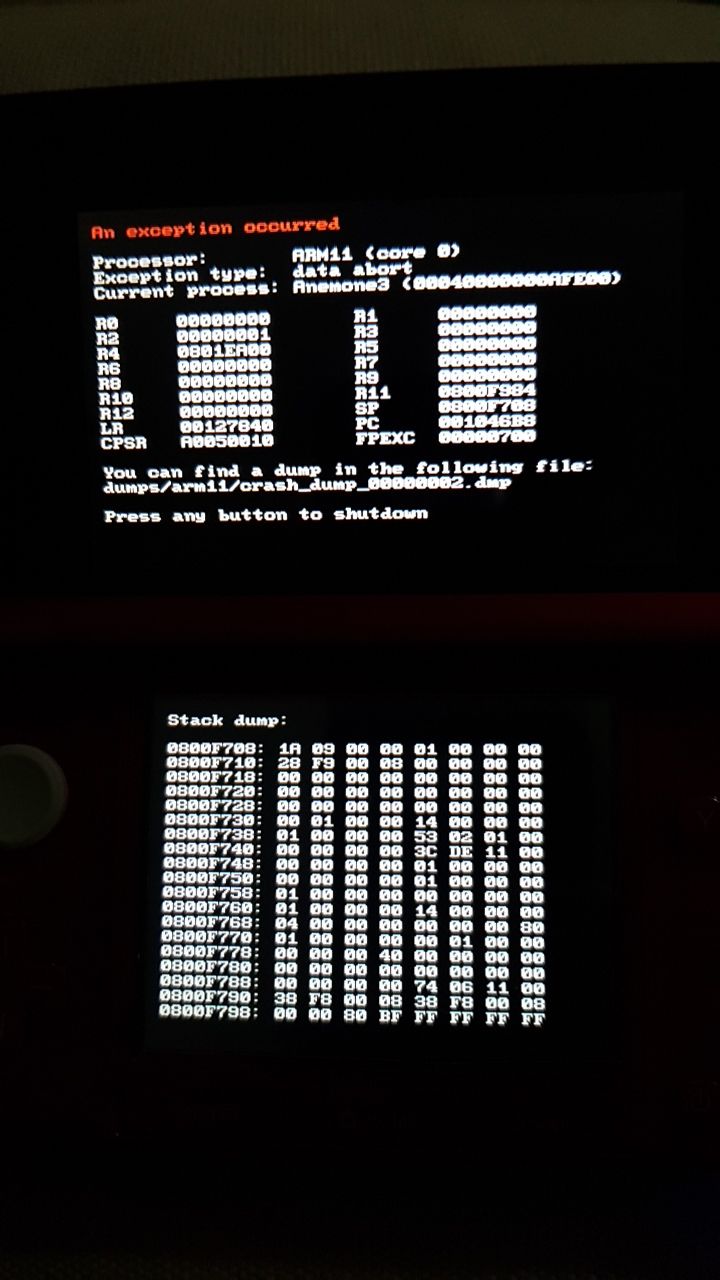 An exception occurred
Processor: ARM11 (core 0)
Exception type: data abort
Current process: Anemone3 (00040000000AFE00)
R0 00000000 R1 00000000
R2 00000001 R3 00000000
R4 0801EA00 R5 00000000
R6 00000000 R7 00000000
R8 00000000 R9 00000000
R10 00000000 R11 0800F984
R12 00000000 SP 0800F708
LR 00127840 PC 001046B8
CPSR A0050010 FPEXC 00000700
You can find a dump in the following file:
dumps/arm11/crash_dump_00000002.dmp
Press any button to shutdown
Stack dump:
0800F708: 1A 09 00 00 01 00 00 00
0800F710: 28 F9 00 08 00 00 00 00
0800F718: 00 00 00 00 00 00 00 00
0800F720: 00 00 00 00 00 00 00 00
0800F728: 00 00 00 00 00 00 00 00
0800F730: 00 01 00 00 14 00 00 00
0800F738: 01 00 00 00 53 02 01 00
0800F740: 00 00 00 00 3C DE 11 00
0800F748: 00 00 00 00 01 00 00 00
0800F750: 00 00 00 00 01 00 00 00
0800F758: 01 00 00 00 00 00 00 00
0800F760: 01 00 00 00 14 00 00 00
0800F768: 04 00 00 00 00 00 00 80
0800F770: 01 00 00 00 00 01 00 00
0800F778: 00 00 00 40 00 00 00 00
0800F780: 00 00 00 00 00 00 00 00
0800F788: 00 00 00 00 74 06 11 00
0800F790: 38 F8 00 08 38 F8 00 08
0800F798: 00 00 80 BF FF FF FF FF